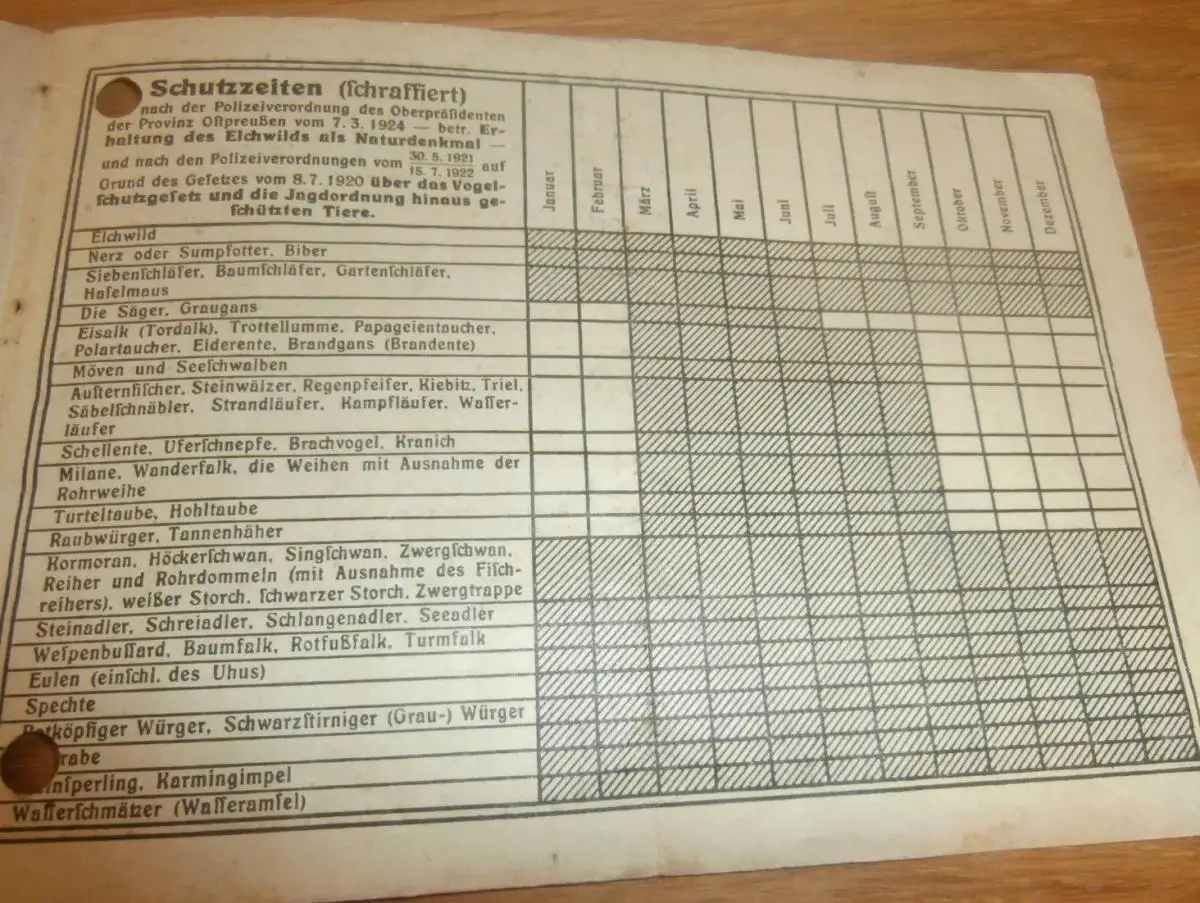 Schutzzeiten (ſchraffiert)
nach der Polizeiverordnung des Oberpräſidenten
der Provinz Oſtpreußen vom 7. 3. 1924 — betr. Er-
haltung des Elchwilds als Naturdenkmal —
und nach den Polizeiverordnungen vom 30. 5. 1921 / 15. 7. 1922 auf
Grund des Geſetzes vom 8. 7. 1920 über das Vogel-
ſchutzgeſetz und die Jagdordnung hinaus ge-
ſchützten Tiere.
Januar
Februar
März
April
Mai
Juni
Juli
Auguſt
September
Oktober
November
Dezember
Elchwild
Nerz oder Sumpfotter, Biber
Siebenſchläfer, Baumſchläfer, Gartenſchläfer,
Haſelmaus
Die Säger, Graugans
Eisalk (Tordalk), Trottellumme, Papageientaucher,
Polartaucher, Eiderente, Brandgans (Brandente)
Möven und Seeſchwalben
Auſternfiſcher, Steinwälzer, Regenpfeifer, Kiebitz, Triel,
Säbelſchnäbler, Strandläufer, Kampfläufer, Waſſer-
läufer
Schellente, Uferſchnepfe, Brachvogel, Kranich
Milane, Wanderfalk, die Weihen mit Ausnahme der
Rohrweihe
Turteltaube, Hohltaube
Raubwürger, Tannenhäher
Kormoran, Höckerſchwan, Singſchwan, Zwergſchwan,
Reiher und Rohrdommeln (mit Ausnahme des Fiſch-
reihers), weißer Storch, ſchwarzer Storch, Zwergtrappe
Steinadler, Schreiadler, Schlangenadler, Seeadler
Weſpenbuſſard, Baumfalk, Rotfußfalk, Turmfalk
Eulen (einſchl. des Uhus)
Spechte
Rotköpfiger Würger, Schwarzſtirniger (Grau-) Würger
rabe
inſperling, Karmingimpel
Waſſerſchmätzer (Waſſeramſel)